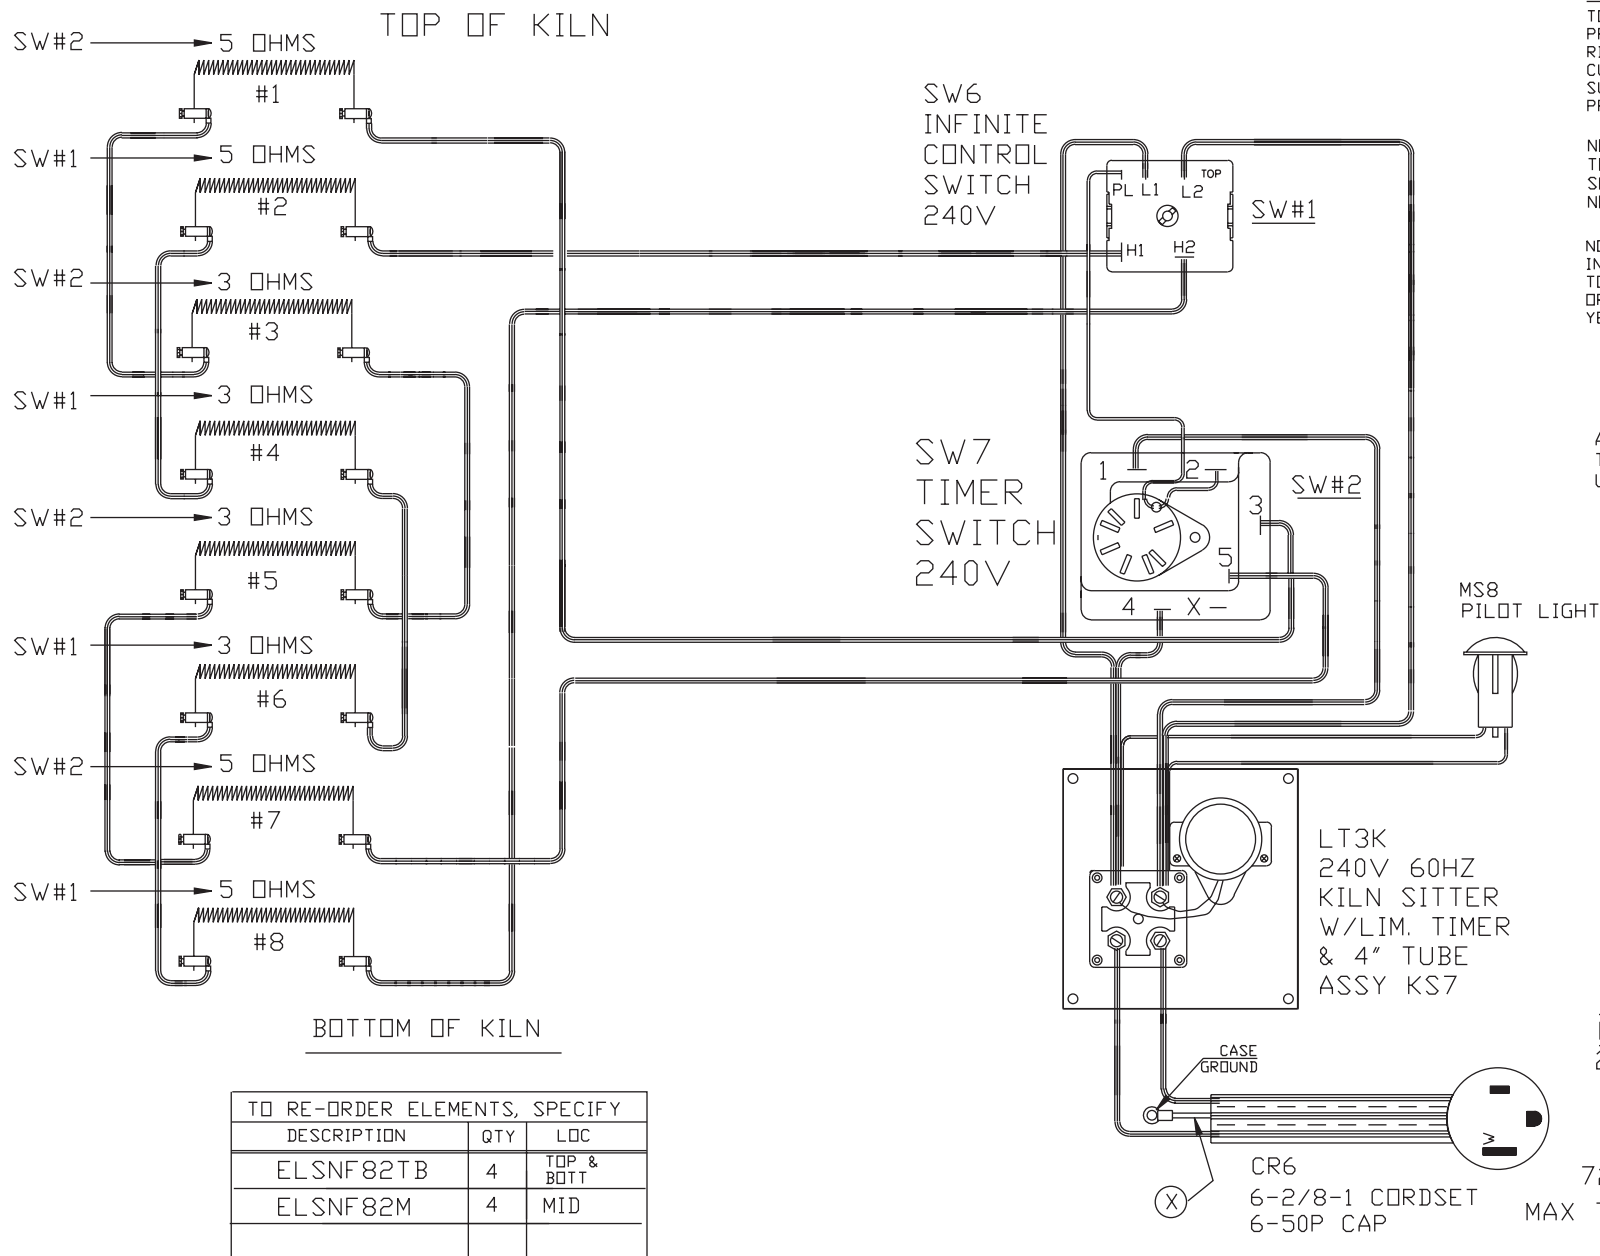 TOP OF KILN
SW#2
5 OHMS
#1
SW#1
5 OHMS
#2
SW#2
3 OHMS
#3
SW#1
3 OHMS
#4
SW#2
3 OHMS
#5
SW#1
3 OHMS
#6
SW#2
5 OHMS
#7
SW#1
5 OHMS
#8
BOTTOM OF KILN
TO RE-ORDER ELEMENTS, SPECIFY
DESCRIPTION QTY LOC
ELSNF82TB 4 TOP &
BOTT
ELSNF82M 4 MID
SW6
INFINITE
CONTROL
SWITCH
240V
TOP
PL L1 L2
H1 H2
SW#1
SW7
TIMER
SWITCH
240V
1 2
3
5
4 X
SW#2
MS8
PILOT LIGHT
LT3K
240V 60HZ
KILN SITTER
W/LIM. TIMER
& 4" TUBE
ASSY KS7
CASE
GROUND
W
X
CR6
6-2/8-1 CORDSET
6-50P CAP
MAX